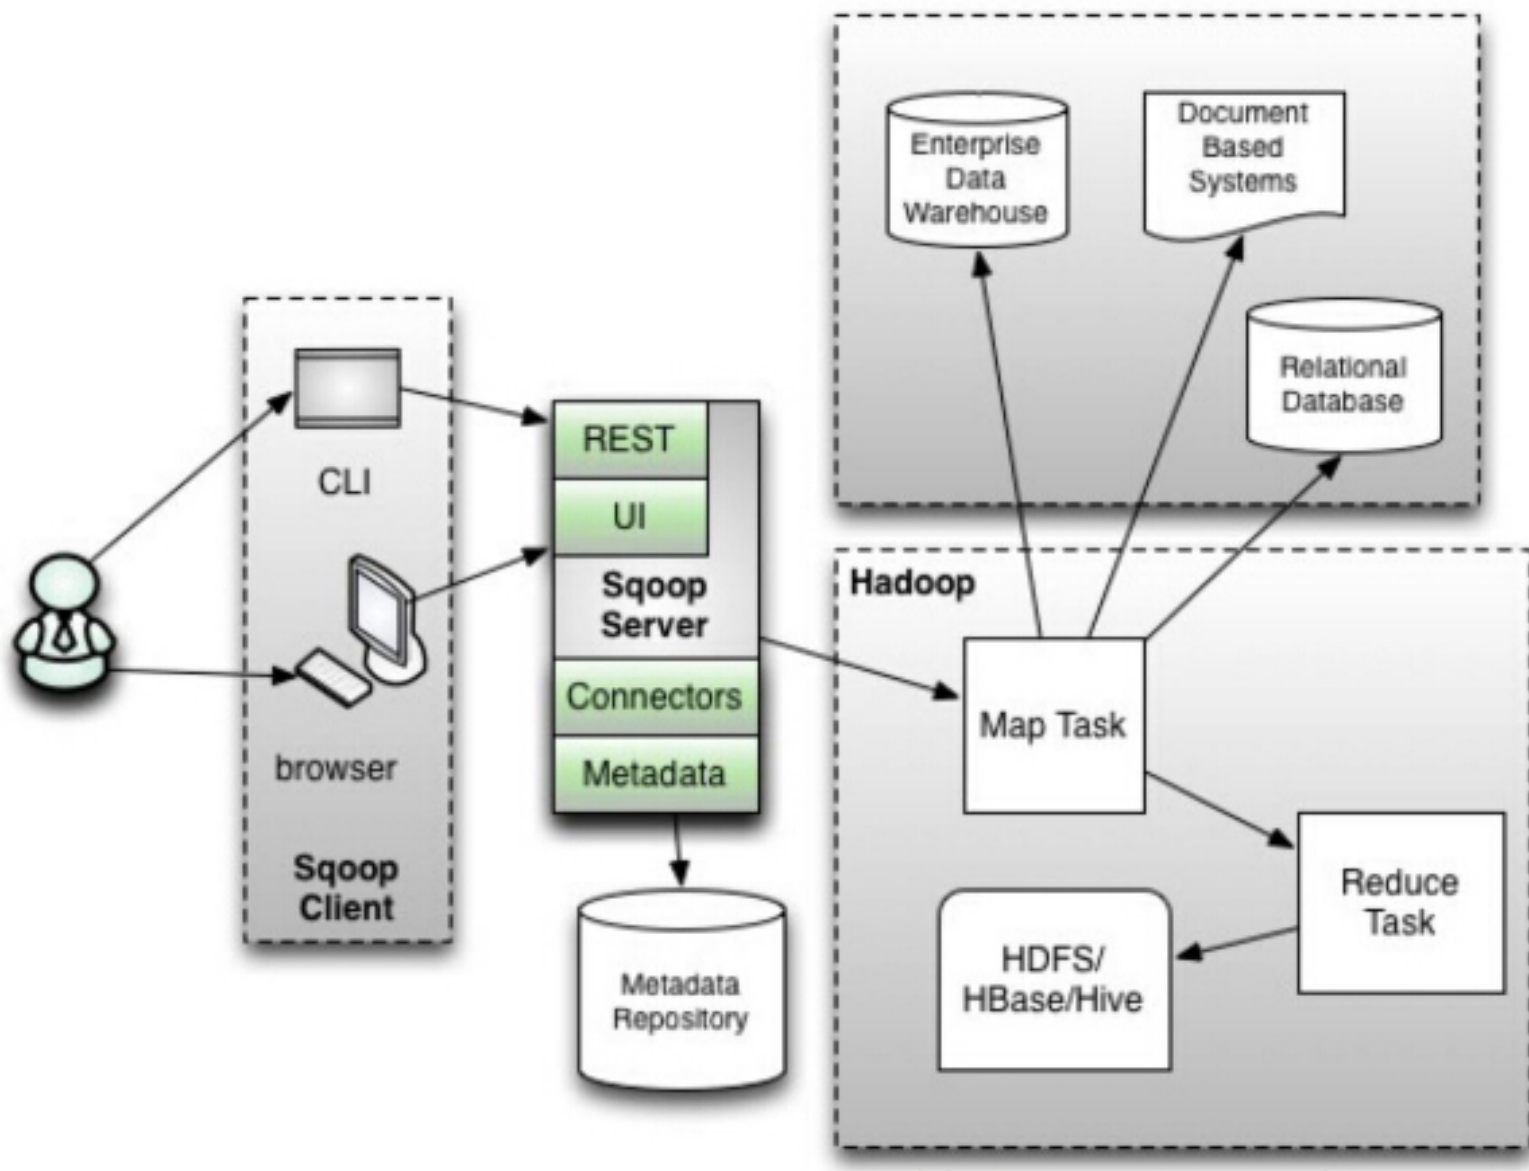 Enterprise
Data
Warehouse
Document
Based
Systems
Relational
Database
CLI
browser
Sqoop
Client
REST
UI
Sqoop
Server
Connectors
Metadata
Metadata
Repository
Hadoop
Map Task
Reduce
Task
HDFS/
HBase/Hive